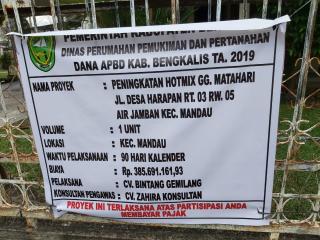 PEMERINTAH KABUPATEN
DINAS PERUMAHAN PEMUKIMAN DAN PERTANAHAN
DANA APBD KAB. BENGKALIS TA. 2019
NAMA PROYEK : PENINGKATAN HOTMIX GG. MATAHARI
JL. DESA HARAPAN RT. 03 RW. 05
AIR JAMBAN KEC. MANDAU
VOLUME : 1 UNIT
LOKASI : KEC. MANDAU
WAKTU PELAKSANAAN : 90 HARI KALENDER
BIAYA : Rp. 385.691.161,93
PELAKSANA : CV. BINTANG GEMILANG
KONSULTAN PENGAWAS : CV. ZAHIRA KONSULTAN
PROYEK INI TERLAKSANA ATAS PARTISIPASI ANDA
MEMBAYAR PAJAK